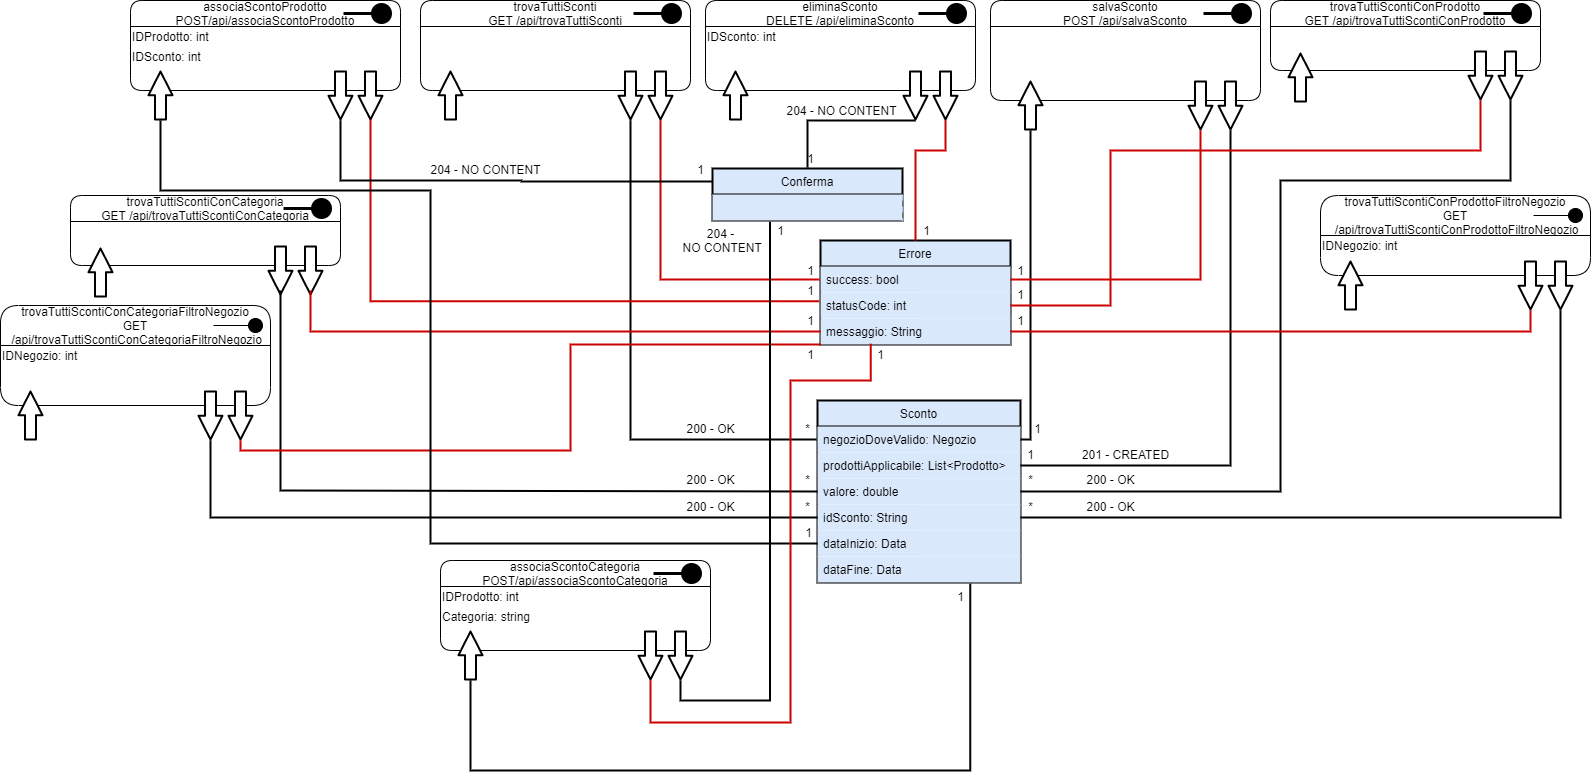 associaScontoProdotto
POST/api/associaScontoProdotto
IDProdotto: int
IDSconto: int
trovaTuttiSconti
GET /api/trovaTuttiSconti
eliminaSconto
DELETE /api/eliminaSconto
IDSconto: int
salvaSconto
POST /api/salvaSconto
trovaTuttiScontiConProdotto
GET /api/trovaTuttiScontiConProdotto
204 - NO CONTENT
1
204 - NO CONTENT
1
Conferma
trovaTuttiScontiConCategoria
GET /api/trovaTuttiScontiConCategoria
trovaTuttiScontiConProdottoFiltroNegozio
GET
/api/trovaTuttiScontiConProdottoFiltroNegozio
IDNegozio: int
204 -
NO CONTENT
1
1
Errore
success: bool
statusCode: int
messaggio: String
1
1
1
1
1
1
1
1
trovaTuttiScontiConCategoriaFiltroNegozio
GET
/api/trovaTuttiScontiConCategoriaFiltroNegozio
IDNegozio: int
Sconto
negozioDoveValido: Negozio
prodottiApplicabile: List<Prodotto>
valore: double
idSconto: String
dataInizio: Data
dataFine: Data
200 - OK
*
1
1
201 - CREATED
200 - OK
*
*
200 - OK
200 - OK
*
*
200 - OK
1
1
associaScontoCategoria
POST/api/associaScontoCategoria
IDProdotto: int
Categoria: string